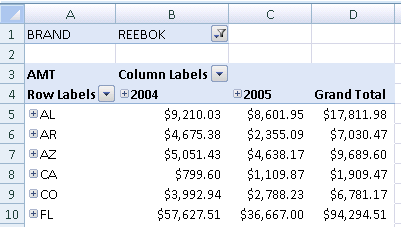 A B C D
1 BRAND REEBOK
2
3 AMT Column Labels
4 Row Labels 2004 2005 Grand Total
5 AL $9,210.03 $8,601.95 $17,811.98
6 AR $4,675.38 $2,355.09 $7,030.47
7 AZ $5,051.43 $4,638.17 $9,689.60
8 CA $799.60 $1,109.87 $1,909.47
9 CO $3,992.94 $2,788.23 $6,781.17
10 FL $57,627.51 $36,667.00 $94,294.51